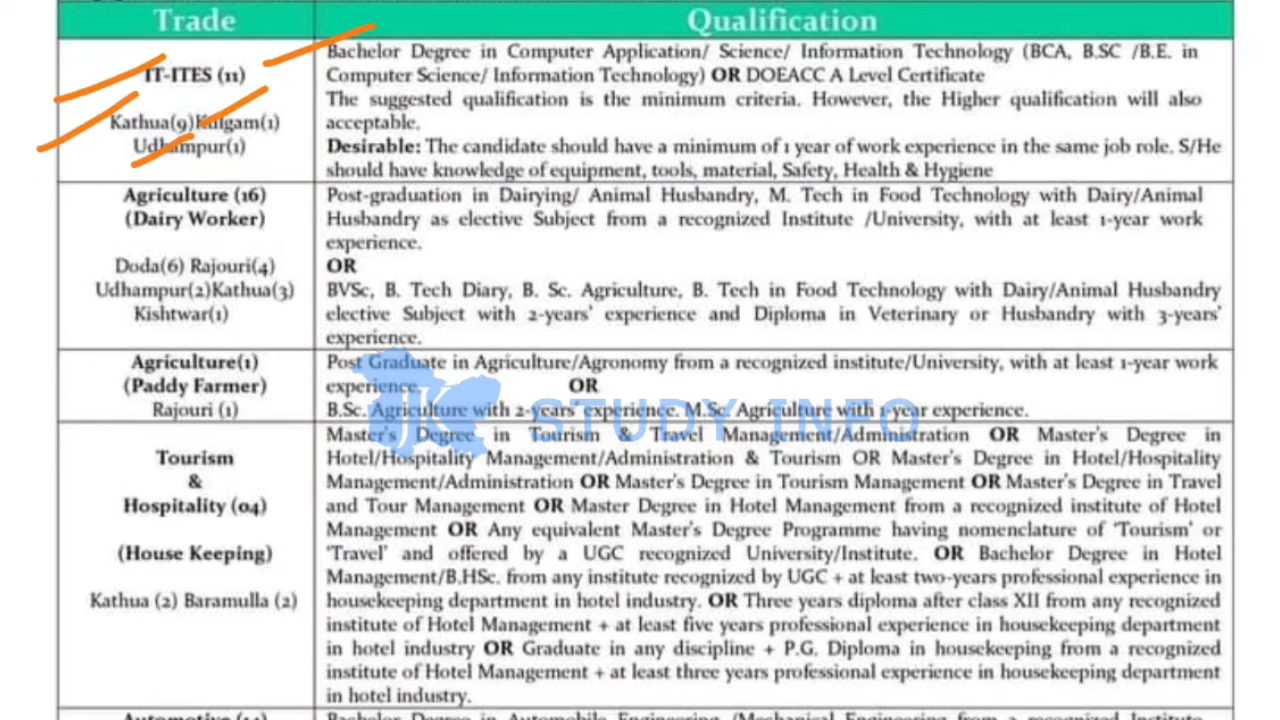 Trade
Qualification
IT-ITES (11)
Kathua(9)Kulgam(1)
Udhampur(1)
Bachelor Degree in Computer Application/ Science/ Information Technology (BCA, B.SC /B.E. in
Computer Science/ Information Technology) OR DOEACC A Level Certificate
The suggested qualification is the minimum criteria. However, the Higher qualification will also
acceptable.
Desirable: The candidate should have a minimum of 1 year of work experience in the same job role. S/He
should have knowledge of equipment, tools, material, Safety, Health & Hygiene
Agriculture (16)
(Dairy Worker)
Doda(6) Rajouri(4)
Udhampur(2)Kathua(3)
Kishtwar(1)
Post-graduation in Dairying/ Animal Husbandry, M. Tech in Food Technology with Dairy/Animal
Husbandry as elective Subject from a recognized Institute /University, with at least 1-year work
experience.
OR
BVSc, B. Tech Diary, B. Sc. Agriculture, B. Tech in Food Technology with Dairy/Animal Husbandry
elective Subject with 2-years' experience and Diploma in Veterinary or Husbandry with 3-years'
experience.
Agriculture(1)
(Paddy Farmer)
Rajouri (1)
Post Graduate in Agriculture/Agronomy from a recognized institute/University, with at least 1-year work
experience. OR
B.Sc. Agriculture with 2-years' experience. M.Sc. Agriculture with 1-year experience.
JK STUDY INFO
Tourism
&
Hospitality (04)
(House Keeping)
Kathua (2) Baramulla (2)
Master's Degree in Tourism & Travel Management/Administration OR Master's Degree in
Hotel/Hospitality Management/Administration & Tourism OR Master's Degree in Hotel/Hospitality
Management/Administration OR Master's Degree in Tourism Management OR Master's Degree in Travel
and Tour Management OR Master Degree in Hotel Management from a recognized institute of Hotel
Management OR Any equivalent Master's Degree Programme having nomenclature of 'Tourism' or
'Travel' and offered by a UGC recognized University/Institute. OR Bachelor Degree in Hotel
Management/B.HSc. from any institute recognized by UGC + at least two-years professional experience in
housekeeping department in hotel industry. OR Three years diploma after class XII from any recognized
institute of Hotel Management + at least five years professional experience in housekeeping department
in hotel industry OR Graduate in any discipline + P.G. Diploma in housekeeping from a recognized
institute of Hotel Management + at least three years professional experience in housekeeping department
in hotel industry.